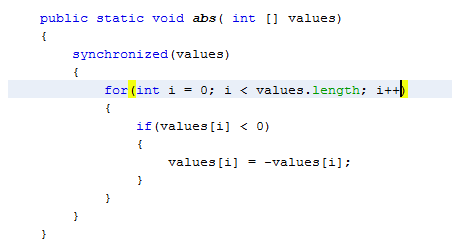 public static void abs( int [] values)
{
synchronized(values)
{
for(int i = 0; i < values.length; i++)
{
if(values[i] < 0)
{
values[i] = -values[i];
}
}
}
}